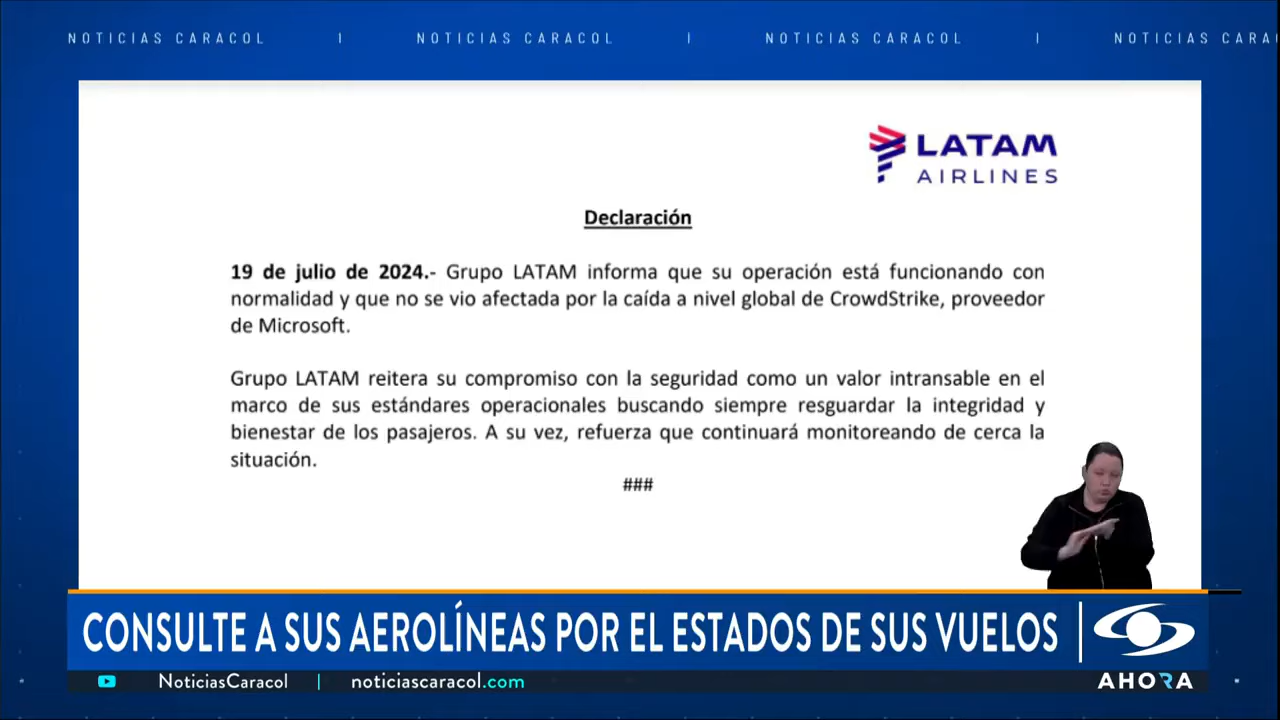 NOTICIAS CARACOL | NOTICIAS CARACOL | NOTICIAS CARACOL | NOTICIAS CARA
LATAM
AIRLINES
Declaración
19 de julio de 2024.- Grupo LATAM informa que su operación está funcionando con
normalidad y que no se vio afectada por la caída a nivel global de CrowdStrike, proveedor
de Microsoft.
Grupo LATAM reitera su compromiso con la seguridad como un valor intransable en el
marco de sus estándares operacionales buscando siempre resguardar la integridad y
bienestar de los pasajeros. A su vez, refuerza que continuará monitoreando de cerca la
situación.
###
CONSULTE A SUS AEROLÍNEAS POR EL ESTADOS DE SUS VUELOS
NoticiasCaracol | noticiascaracol.com
AHORA